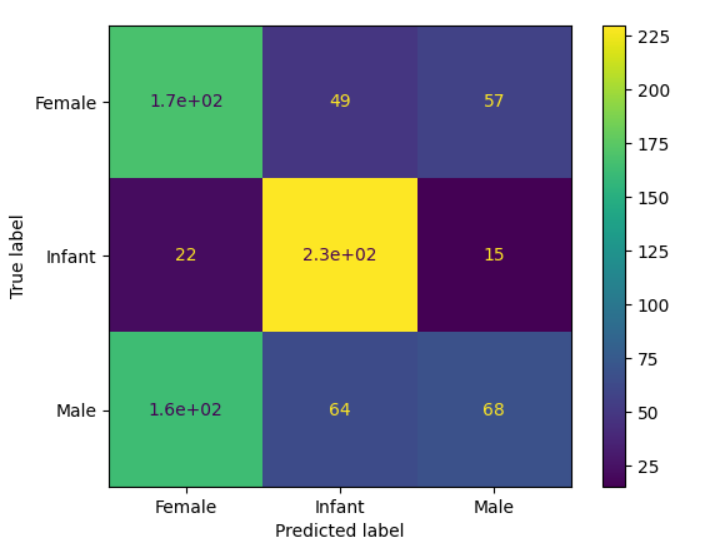 Female 1.7e+02 49 57
Infant 22 2.3e+02 15
Male 1.6e+02 64 68
Female Infant Male
Predicted label
True label
225
200
175
150
125
100
75
50
25